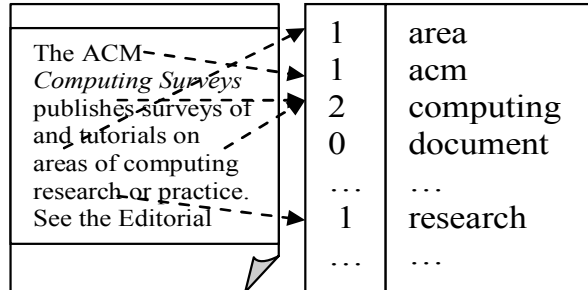 The ACM
Computing Surveys
publishes surveys of
and tutorials on
areas of computing
research or practice.
See the Editorial
1 area
1 acm
2 computing
0 document
… …
1 research
… …